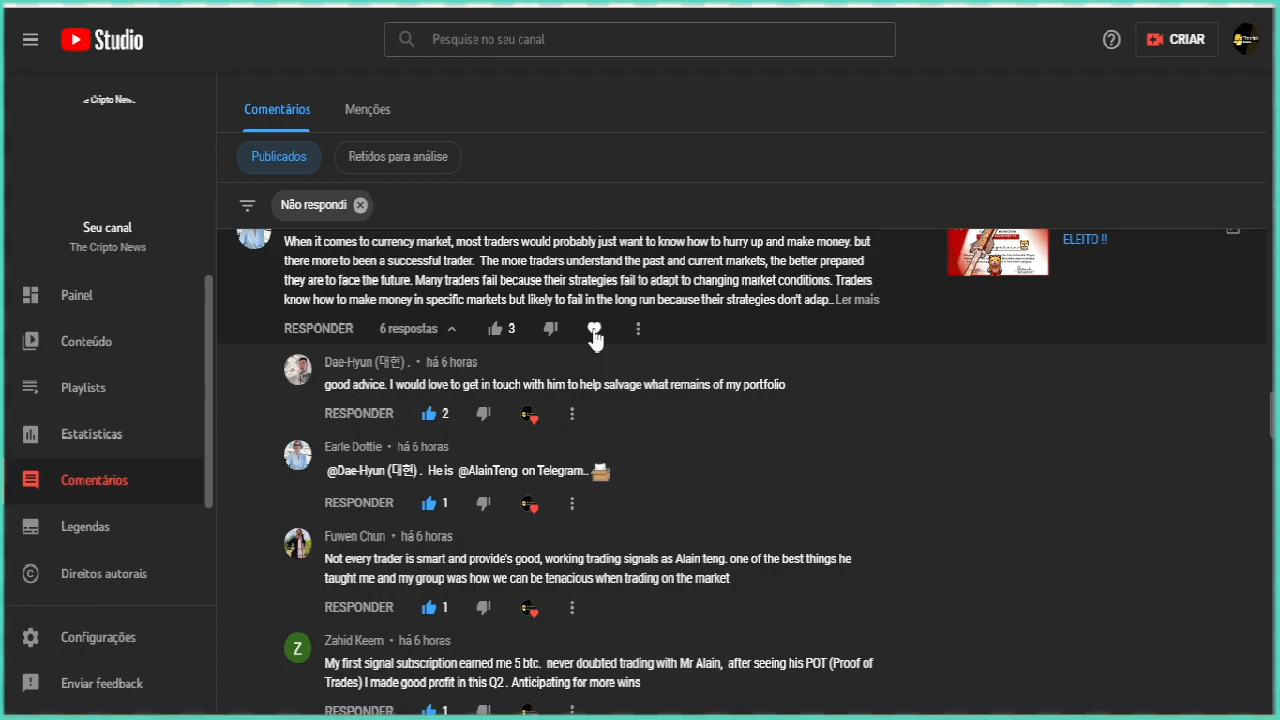 Studio
Pesquise no seu canal
CRIAR
Comentários
Menções
Publicados
Retidos para análise
Não respondi
Seu canal
The Cripto News
Painel
Conteúdo
Playlists
Estatísticas
Comentários
Legendas
Direitos autorais
Configurações
Enviar feedback
When it comes to currency market, most traders would probably just want to know how to hurry up and make money. but
there more to been a successful trader. The more traders understand the past and current markets, the better prepared
they are to face the future. Many traders fail because their strategies fail to adapt to changing market conditions. Traders
know how to make money in specific markets but likely to fail in the long run because their strategies don't adap... Ler mais
ELEITO !!
RESPONDER 6 respostas 3
Dae-Hyun (대현) . • há 6 horas
good advice. I would love to get in touch with him to help salvage what remains of my portfolio
RESPONDER 2
Earle Dottie • há 6 horas
@Dae-Hyun (대현) . He is @AlainTeng on Telegram..
RESPONDER 1
Fuwen Chun • há 6 horas
Not every trader is smart and provide's good, working trading signals as Alain teng. one of the best things he
taught me and my group was how we can be tenacious when trading on the market
RESPONDER 1
Z
Zahid Keem • há 6 horas
My first signal subscription earned me 5 btc. never doubted trading with Mr Alain, after seeing his POT (Proof of
Trades) I made good profit in this Q2 . Anticipating for more wins
RESPONDER 1